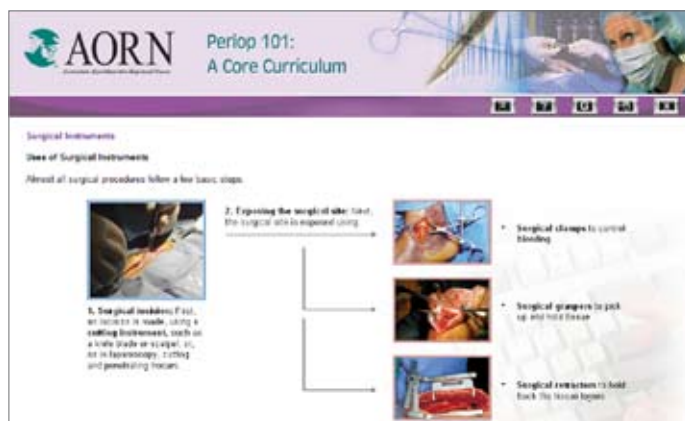 AORN
Periop 101:
A Core Curriculum
Surgical Instruments
Uses of Surgical Instruments
Almost all surgical procedures follow a few basic steps.
1. Surgical incision: First,
an incision is made, using a
cutting instrument, such as
a knife blade or scalpel, or,
as in laparoscopy, cutting
and penetrating trocars.
2. Exposing the surgical site: Next,
the surgical site is exposed using
• Surgical clamps to control
bleeding
• Surgical graspers to pick
up and hold tissue
• Surgical retractors to hold
back the tissue layers